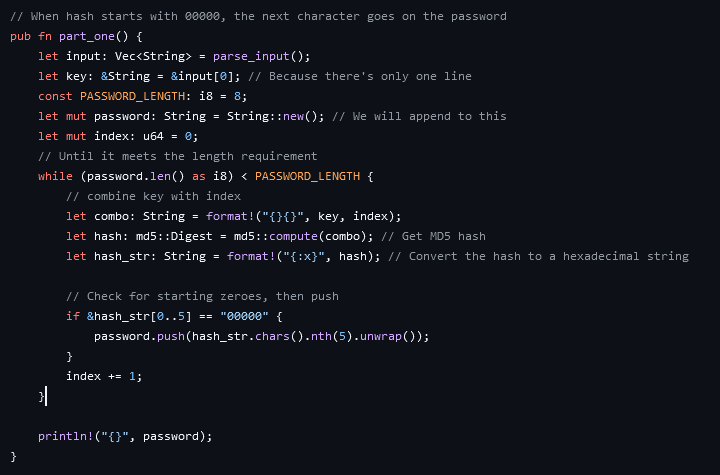 // When hash starts with 00000, the next character goes on the password
pub fn part_one() {
    let input: Vec<String> = parse_input();
    let key: &String = &input[0]; // Because there's only one line
    const PASSWORD_LENGTH: i8 = 8;
    let mut password: String = String::new(); // We will append to this
    let mut index: u64 = 0;
    // Until it meets the length requirement
    while (password.len() as i8) < PASSWORD_LENGTH {
        // combine key with index
        let combo: String = format!("{}{}", key, index);
        let hash: md5::Digest = md5::compute(combo); // Get MD5 hash
        let hash_str: String = format!("{:x}", hash); // Convert the hash to a hexadecimal string

        // Check for starting zeroes, then push
        if &hash_str[0..5] == "00000" {
            password.push(hash_str.chars().nth(5).unwrap());
        }
        index += 1;
    }

    println!("{}", password);
}